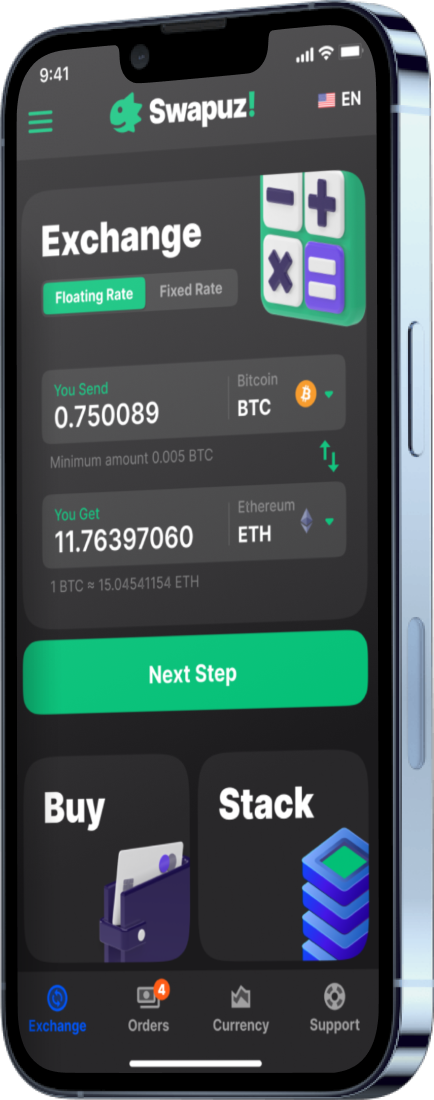 9:41
Swapuz!
EN
Exchange
Floating Rate Fixed Rate
You Send
0.750089
Bitcoin
BTC
Minimum amount 0.005 BTC
You Get
11.76397060
Ethereum
ETH
1 BTC ≈ 15.04541154 ETH
Next Step
Buy
Stack
4
Exchange Orders Currency Support